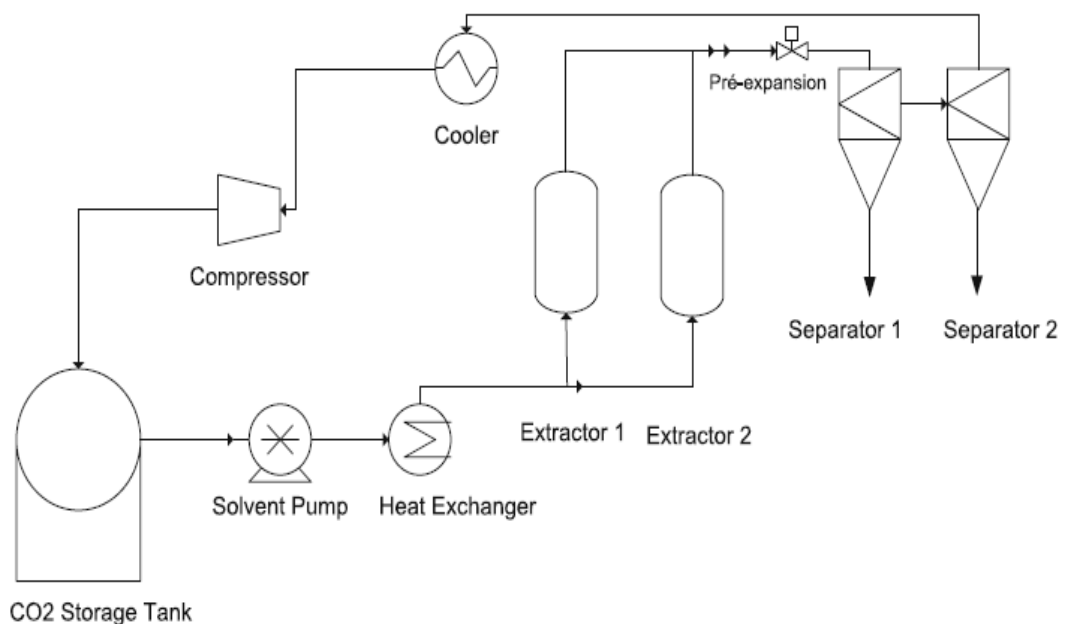 Pré-expansion
Cooler
Compressor
Separator 1
Separator 2
Extractor 1
Extractor 2
Solvent Pump
Heat Exchanger
CO2 Storage Tank